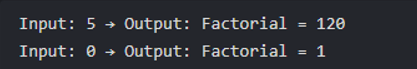 Input: 5 → Output: Factorial = 120
Input: 0 → Output: Factorial = 1